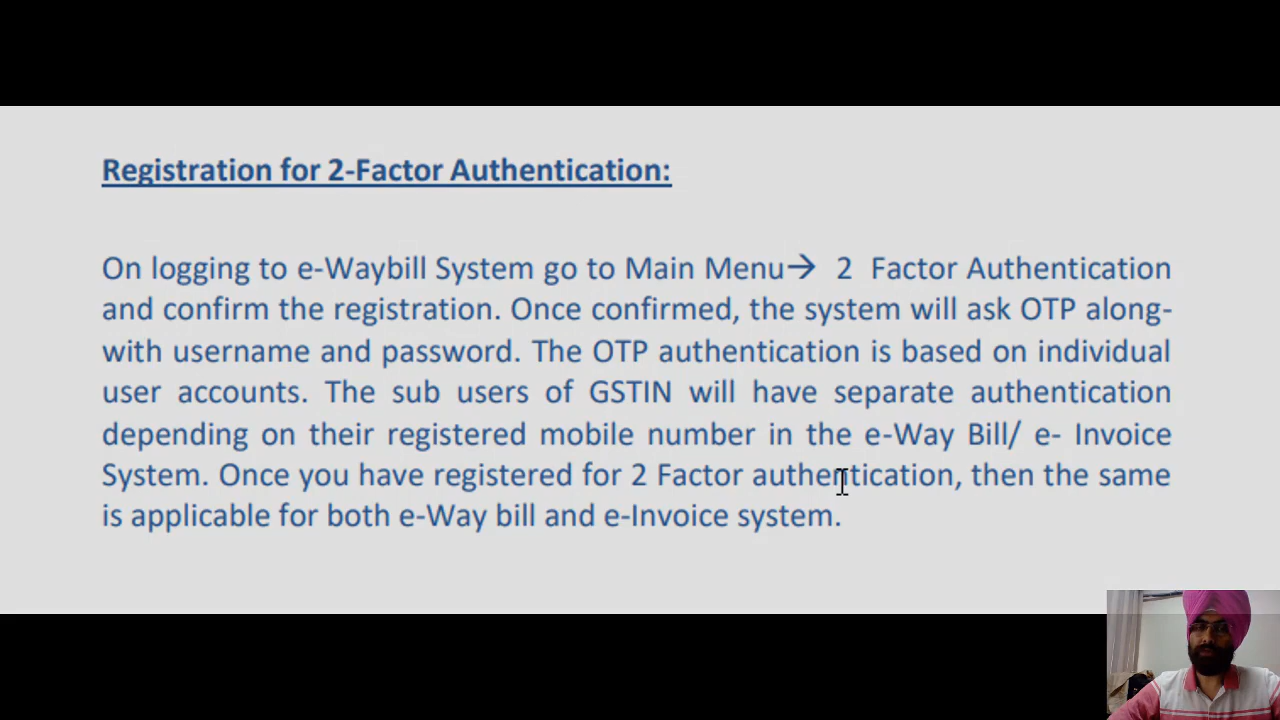 Registration for 2-Factor Authentication:
On logging to e-Waybill System go to Main Menu→ 2 Factor Authentication
and confirm the registration. Once confirmed, the system will ask OTP along-
with username and password. The OTP authentication is based on individual
user accounts. The sub users of GSTIN will have separate authentication
depending on their registered mobile number in the e-Way Bill/ e- Invoice
System. Once you have registered for 2 Factor authentication, then the same
is applicable for both e-Way bill and e-Invoice system.